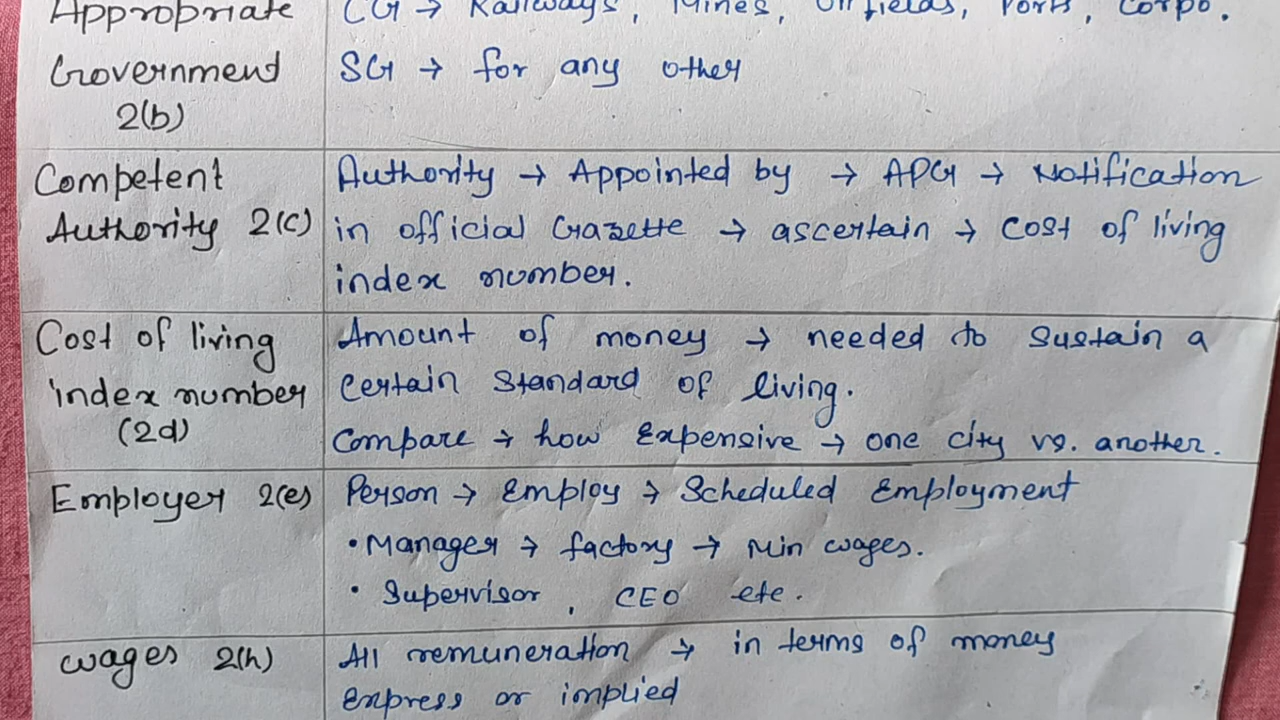 Appropriate CG → Railways, Mines, Oilfields, Ports, Corpo.
Government SG → for any other
2(b)
Competent Authority → Appointed by → APG → Notification
Authority 2(c) in official Gazette → ascertain → cost of living
index number.
Cost of living Amount of money → needed to sustain a
index number certain standard of living.
(2d) Compare → how expensive → one city vs. another.
Employer 2(e) Person → Employ → Scheduled Employment
• Manager → factory → Min wages.
• Supervisor, CEO etc.
Wages 2(h) All remuneration → in terms of money
express or implied